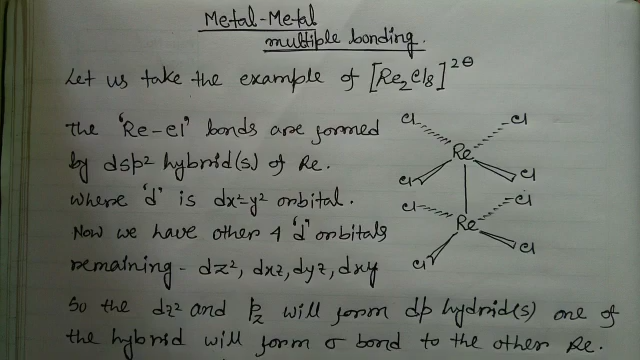 Metal-Metal
multiple bonding.
Let us take the example of [Re2Cl8]2⊖
The 'Re-Cl' bonds are formed
by dsp² hybrid(s) of Re.
where 'd' is dx²-y² orbital.
Now we have other 4 'd' orbitals
remaining - dz², dxz, dyz, dxy
So the dz² and pz will form dp hydrid(s) one of
the hybrid will form σ bond to the other Re.
Cl Cl
Re
Cl Cl
Cl Cl
Re
Cl Cl